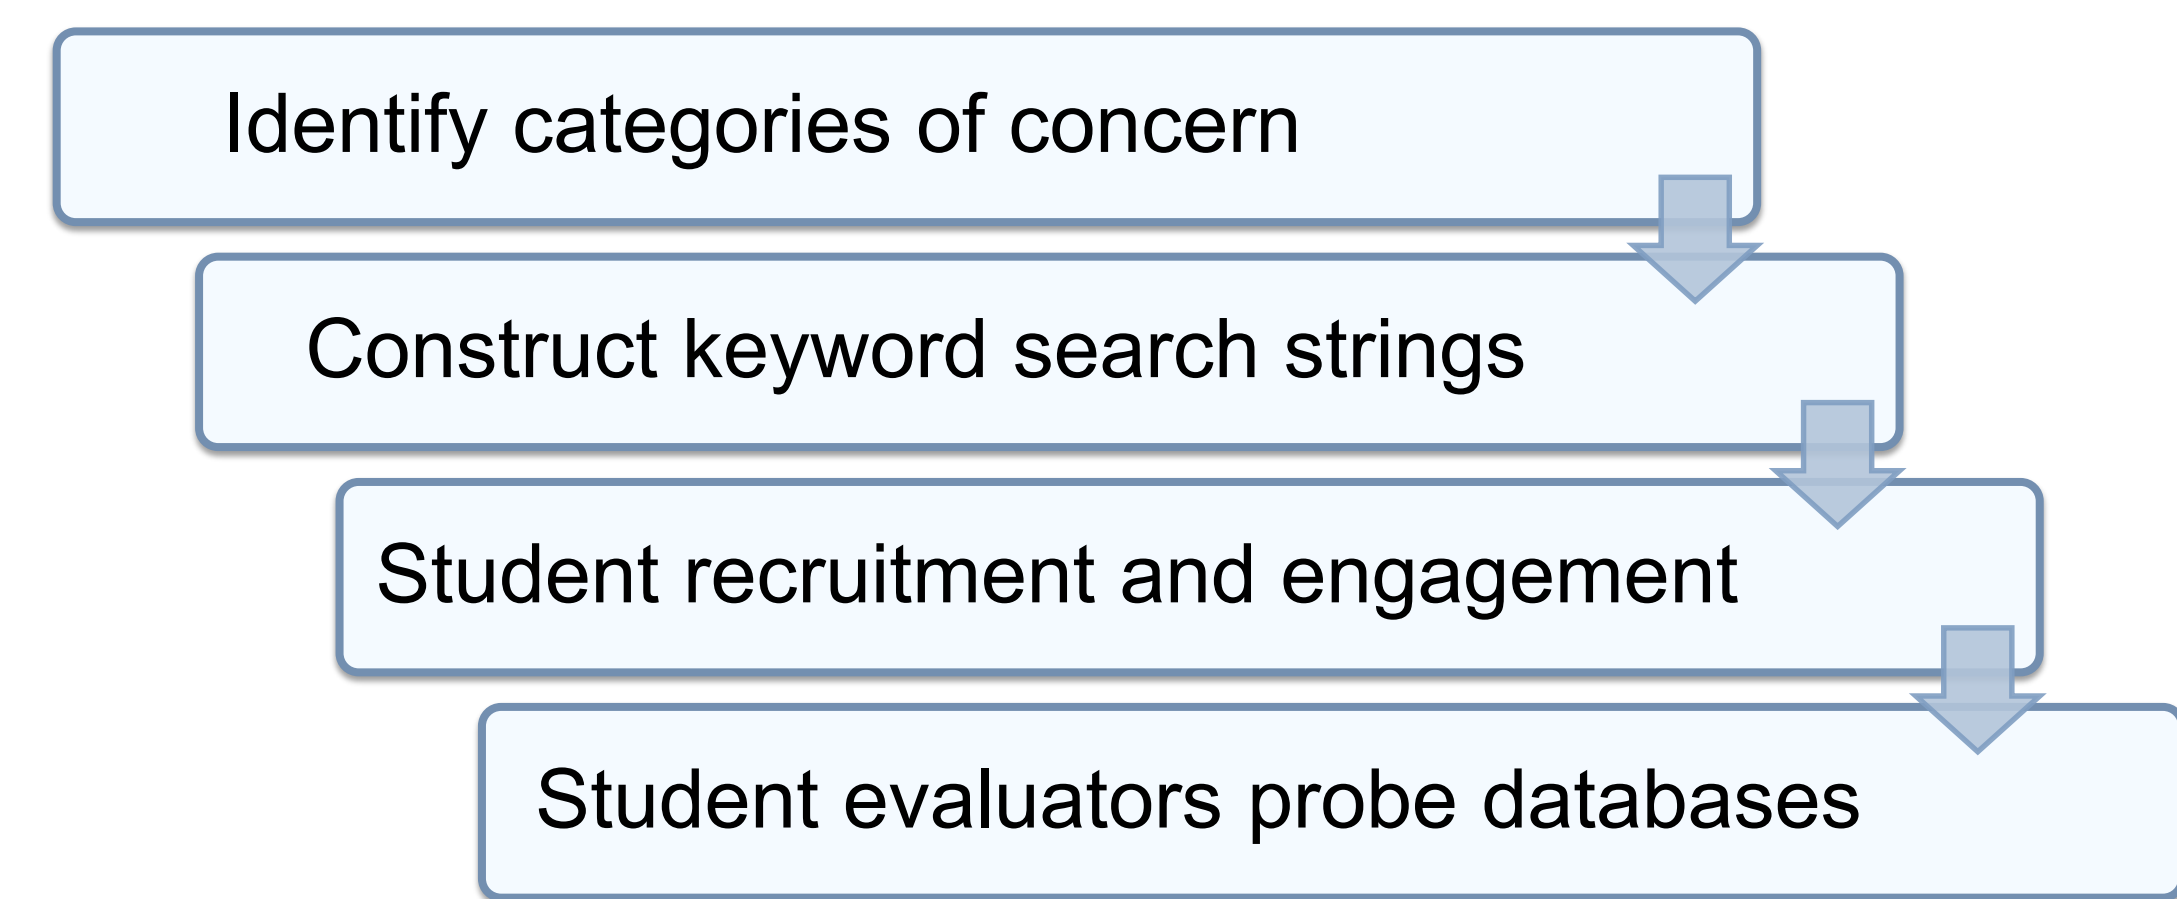 Identify categories of concern
Construct keyword search strings
Student recruitment and engagement
Student evaluators probe databases